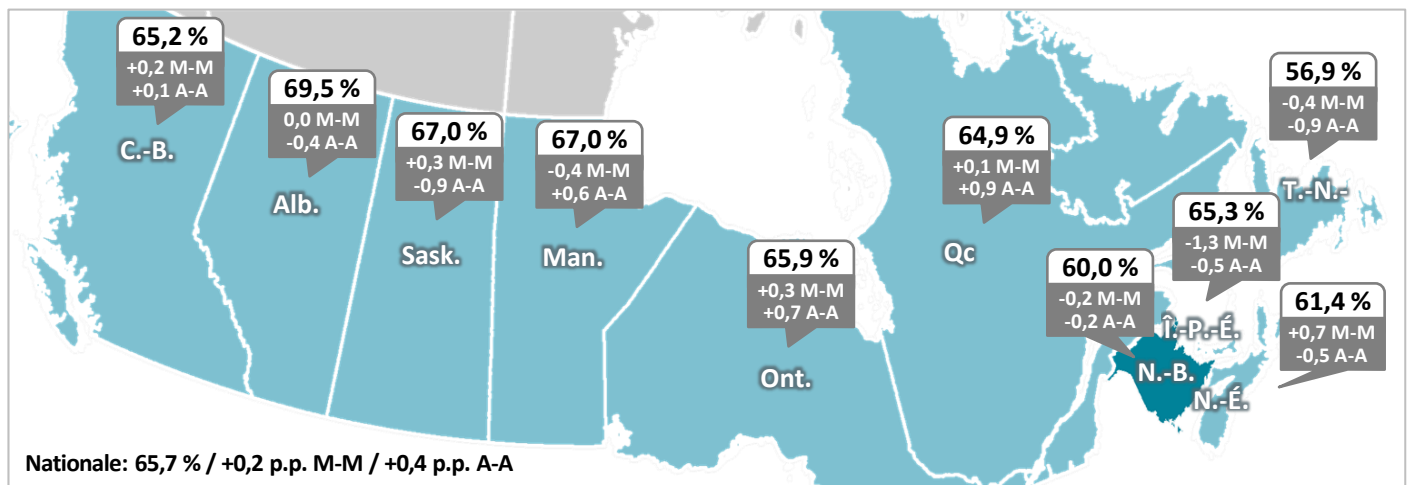 65,2 %
+0,2 M-M
+0,1 A-A
C.-B.
69,5 %
0,0 M-M
-0,4 A-A
Alb.
67,0 %
+0,3 M-M
-0,9 A-A
Sask.
67,0 %
-0,4 M-M
+0,6 A-A
Man.
65,9 %
+0,3 M-M
+0,7 A-A
Ont.
64,9 %
+0,1 M-M
+0,9 A-A
Qc
56,9 %
-0,4 M-M
-0,9 A-A
T.-N.-
65,3 %
-1,3 M-M
-0,5 A-A
Î.-P.-É.
60,0 %
-0,2 M-M
-0,2 A-A
N.-B.
61,4 %
+0,7 M-M
-0,5 A-A
N.-É.
Nationale: 65,7 % / +0,2 p.p. M-M / +0,4 p.p. A-A